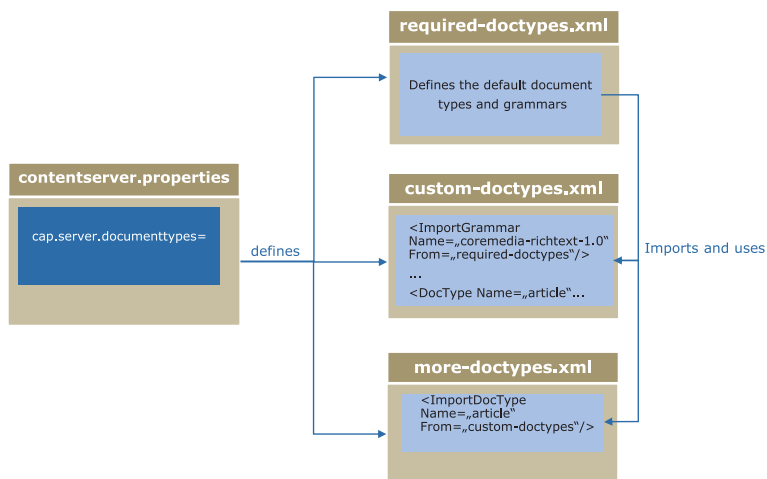 required-doctypes.xml
Defines the default document
types and grammars
contentserver.properties
cap.server.documenttypes=
defines
custom-doctypes.xml
<ImportGrammar
Name=„coremedia-richtext-1.0“
From=„required-doctypes“/>
...
<DocType Name=„article“...
Imports and uses
more-doctypes.xml
<ImportDocType
Name=„article“
From=„custom-doctypes“/>